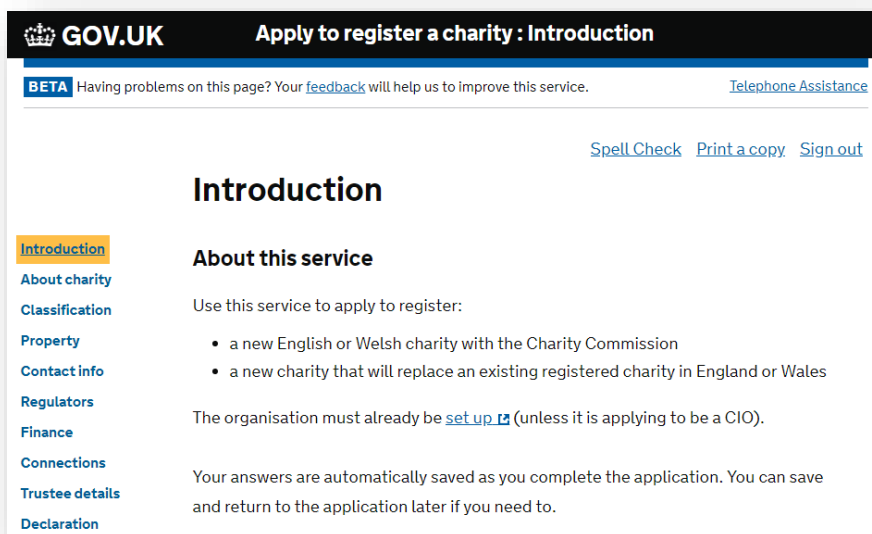 GOV.UK
Apply to register a charity : Introduction
BETA Having problems on this page? Your feedback will help us to improve this service.
Telephone Assistance
Spell Check Print a copy Sign out
Introduction
Introduction
About charity
Classification
Property
Contact info
Regulators
Finance
Connections
Trustee details
Declaration
About this service
Use this service to apply to register:
• a new English or Welsh charity with the Charity Commission
• a new charity that will replace an existing registered charity in England or Wales
The organisation must already be set up (unless it is applying to be a CIO).
Your answers are automatically saved as you complete the application. You can save
and return to the application later if you need to.